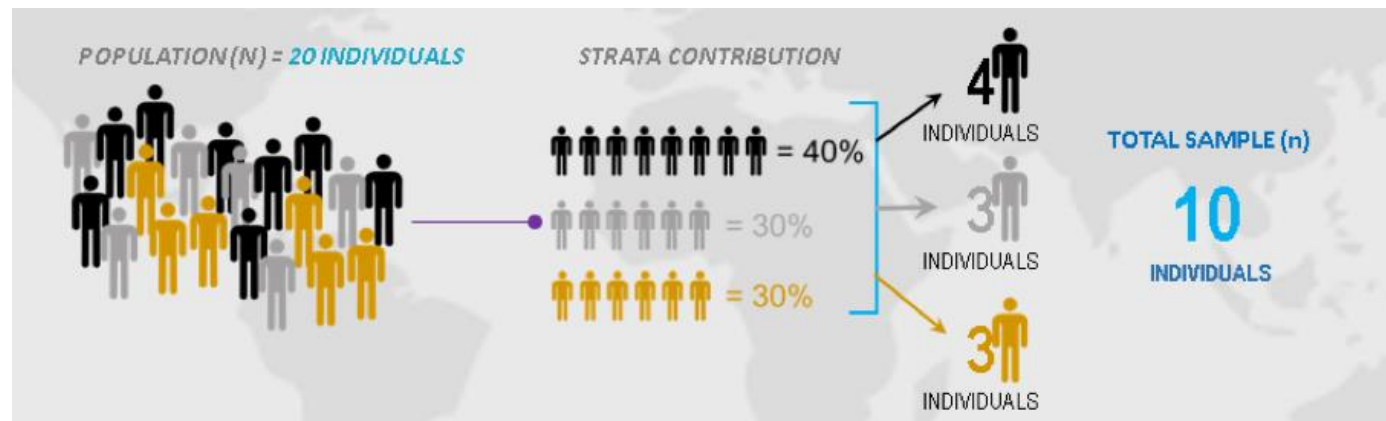 POPULATION (N) = 20 INDIVIDUALS
STRATA CONTRIBUTION
= 40%
= 30%
= 30%
4
INDIVIDUALS
3
INDIVIDUALS
3
INDIVIDUALS
TOTAL SAMPLE (n)
10
INDIVIDUALS